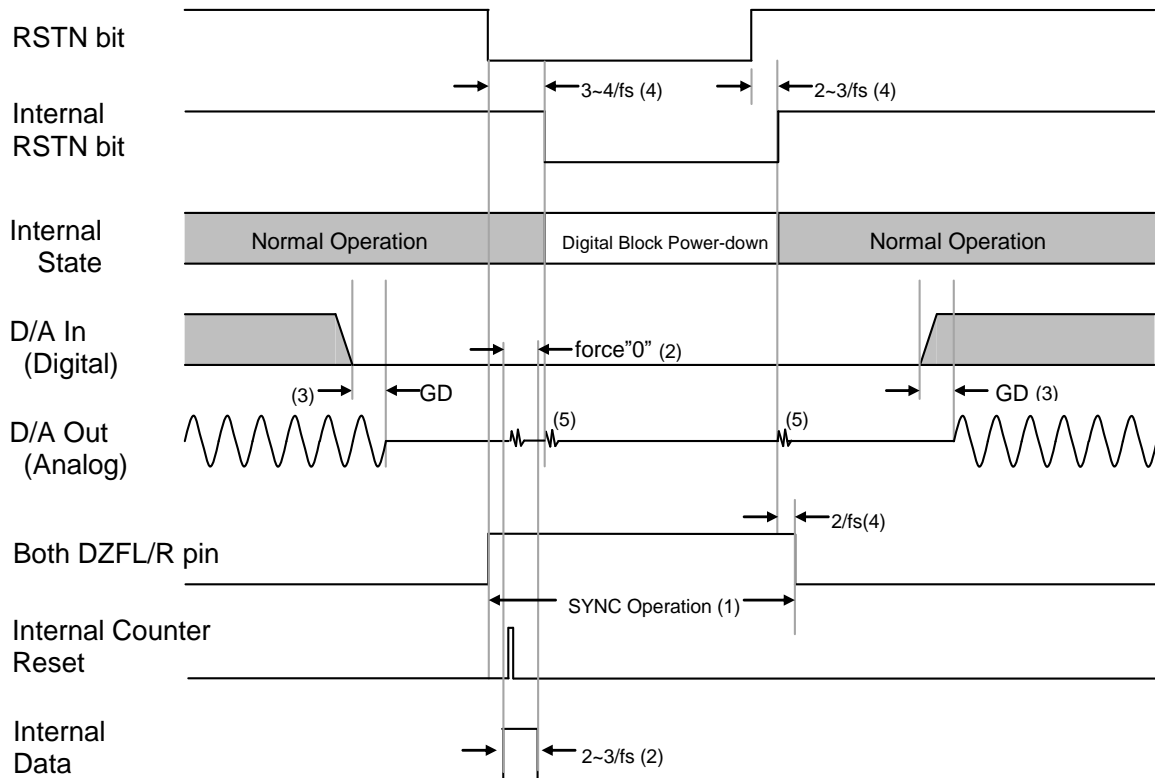 RSTN bit
3~4/fs (4)
2~3/fs (4)
Internal
RSTN bit
Internal
State
Normal Operation
Digital Block Power-down
Normal Operation
D/A In
(Digital)
force”0” (2)
(3)
GD
GD (3)
D/A Out
(Analog)
(5)
(5)
2/fs(4)
Both DZFL/R pin
SYNC Operation (1)
Internal Counter
Reset
Internal
Data
2~3/fs (2)